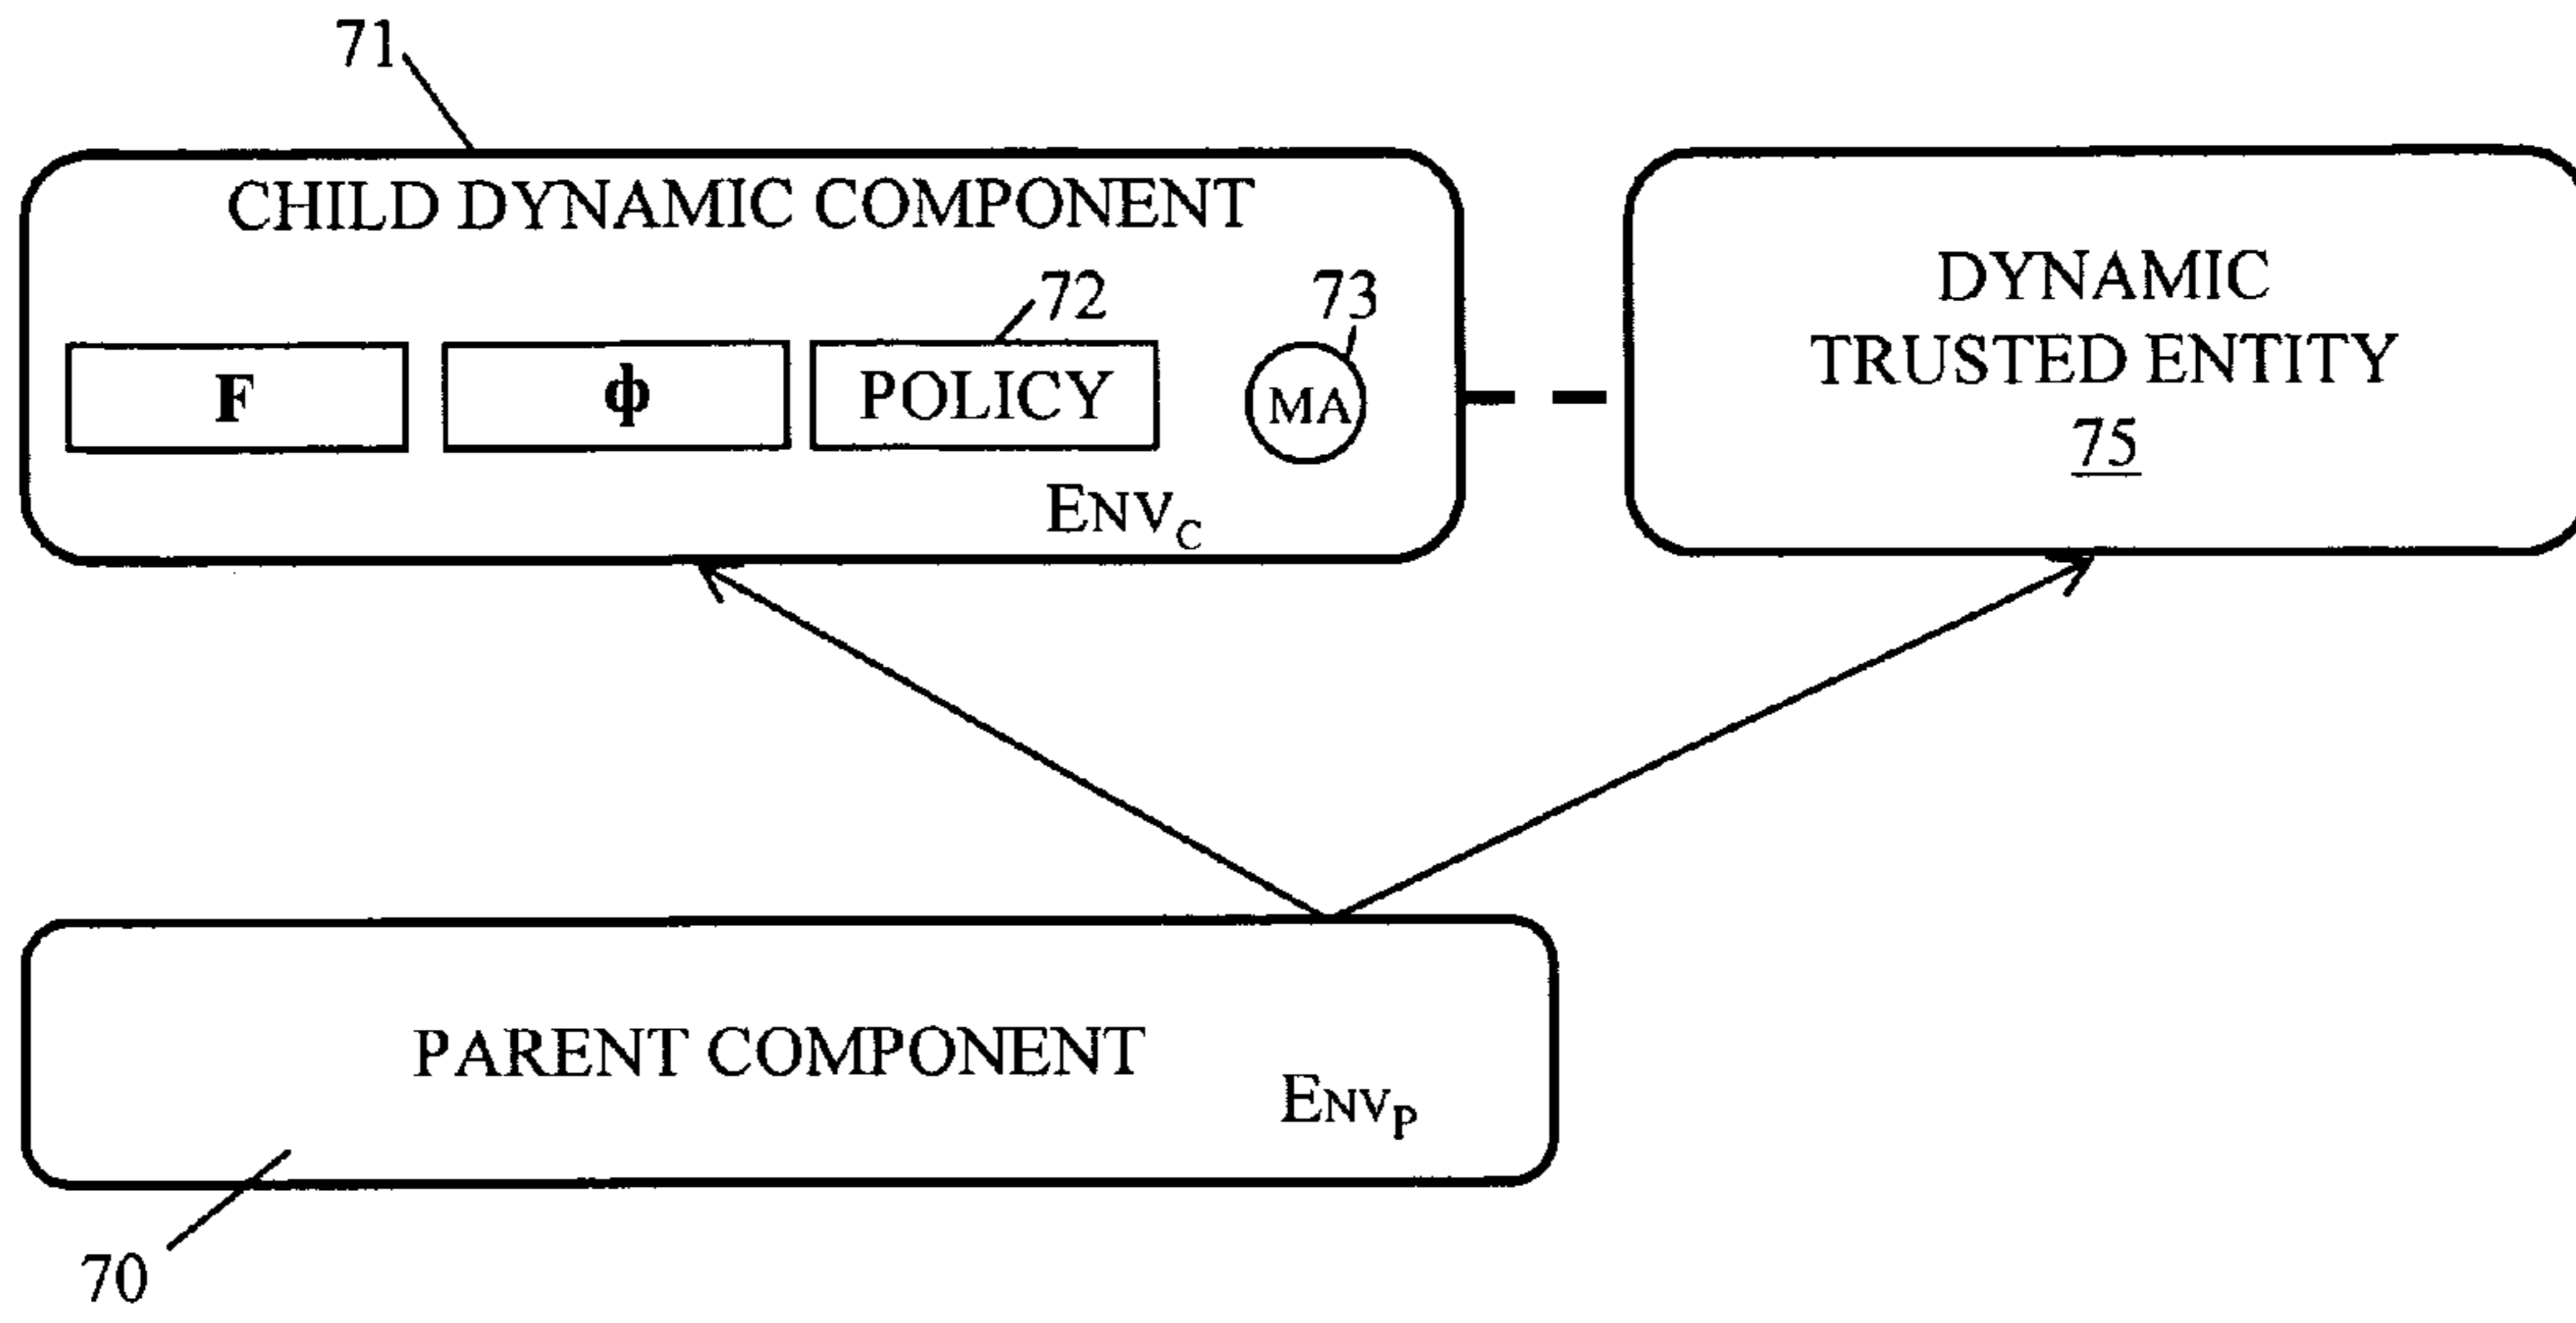 71
CHILD DYNAMIC COMPONENT
72
73
F
ϕ
POLICY
MA
ENVC
DYNAMIC
TRUSTED ENTITY
75
PARENT COMPONENT
ENVP
70